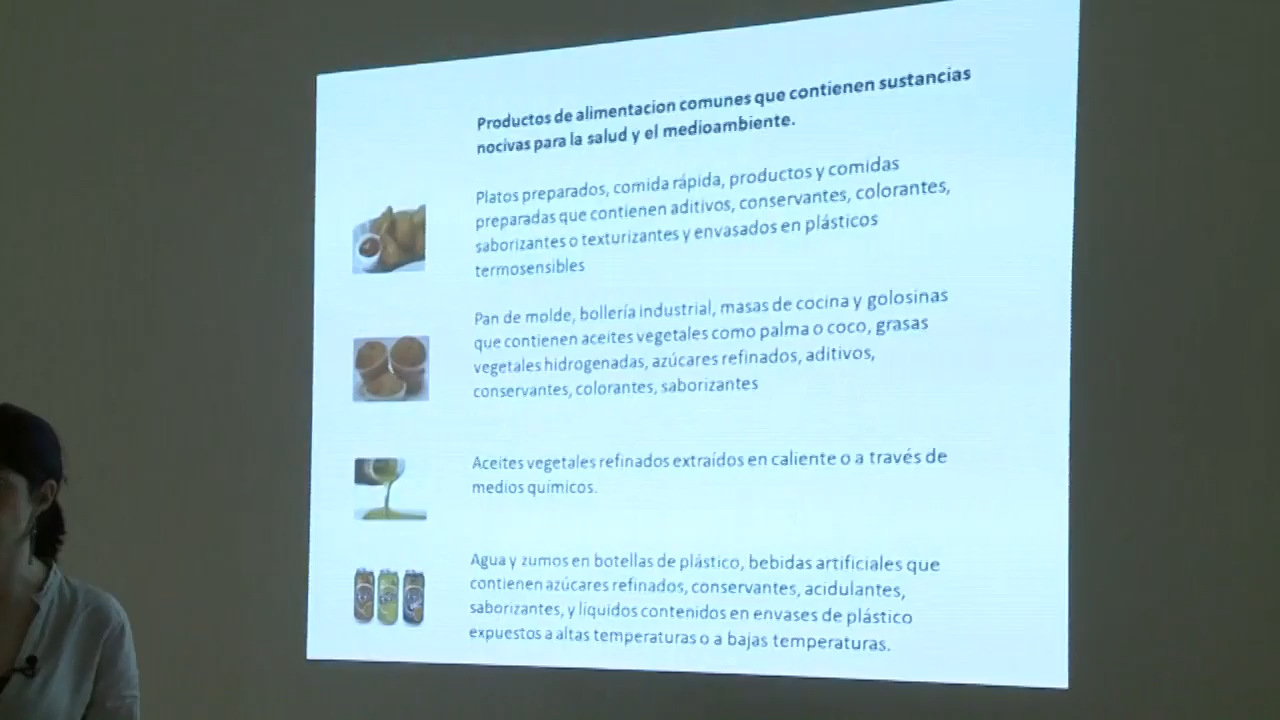 Productos de alimentacion comunes que contienen sustancias
nocivas para la salud y el medioambiente.
Platos preparados, comida rápida, productos y comidas
preparadas que contienen aditivos, conservantes, colorantes,
saborizantes o texturizantes y envasados en plásticos
termosensibles
Pan de molde, bollería industrial, masas de cocina y golosinas
que contienen aceites vegetales como palma o coco, grasas
vegetales hidrogenadas, azúcares refinados, aditivos,
conservantes, colorantes, saborizantes
Aceites vegetales refinados extraídos en caliente o a través de
medios químicos.
Agua y zumos en botellas de plástico, bebidas artificiales que
contienen azúcares refinados, conservantes, acidulantes,
saborizantes, y líquidos contenidos en envases de plástico
expuestos a altas temperaturas o a bajas temperaturas.